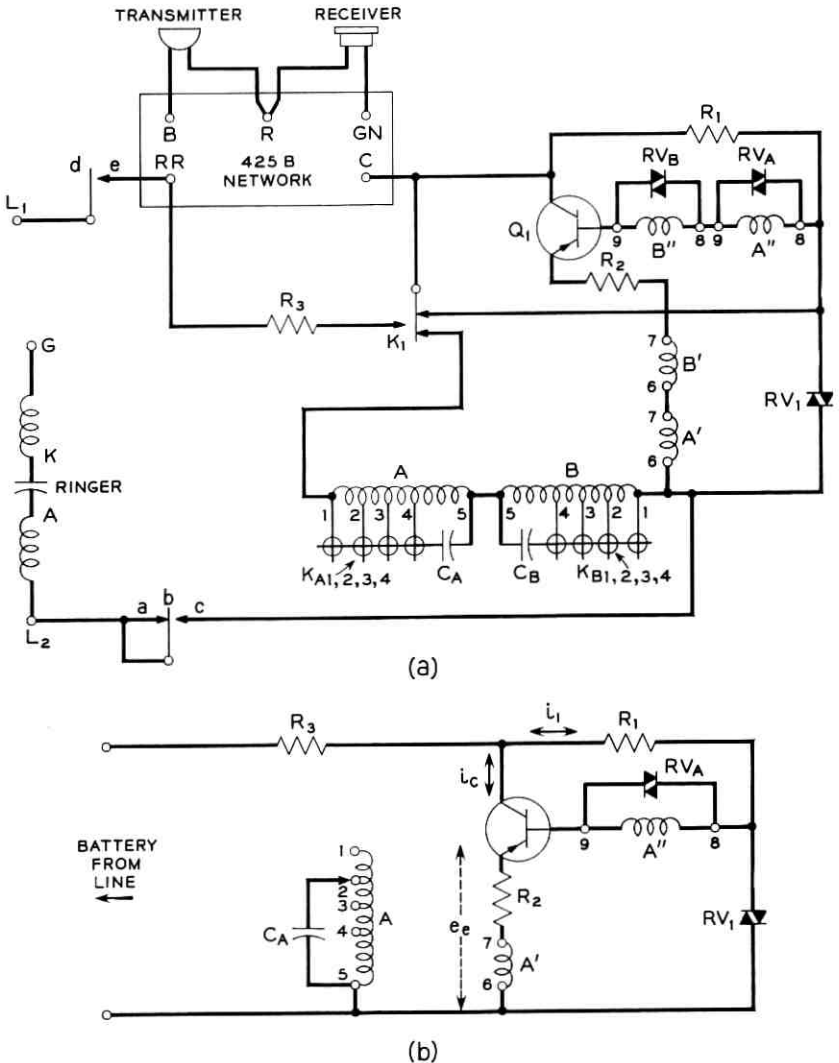 TRANSMITTER
RECEIVER
B
R
GN
RR
425 B
NETWORK
C
d
e
L1
R1
RVB
RVA
Q1
9
B"
8
9
A"
8
R2
R3
K1
7
B'
6
7
A'
6
RV1
G
K
RINGER
A
L2
a
b
c
A
B
1
2
3
4
5
5
4
3
2
1
CA
CB
KA1,2,3,4
KB1,2,3,4
(a)
R3
i1
R1
ic
RVA
9
A"
8
BATTERY
FROM
LINE
1
2
3
4
5
A
CA
ee
R2
7
A'
6
RV1
(b)